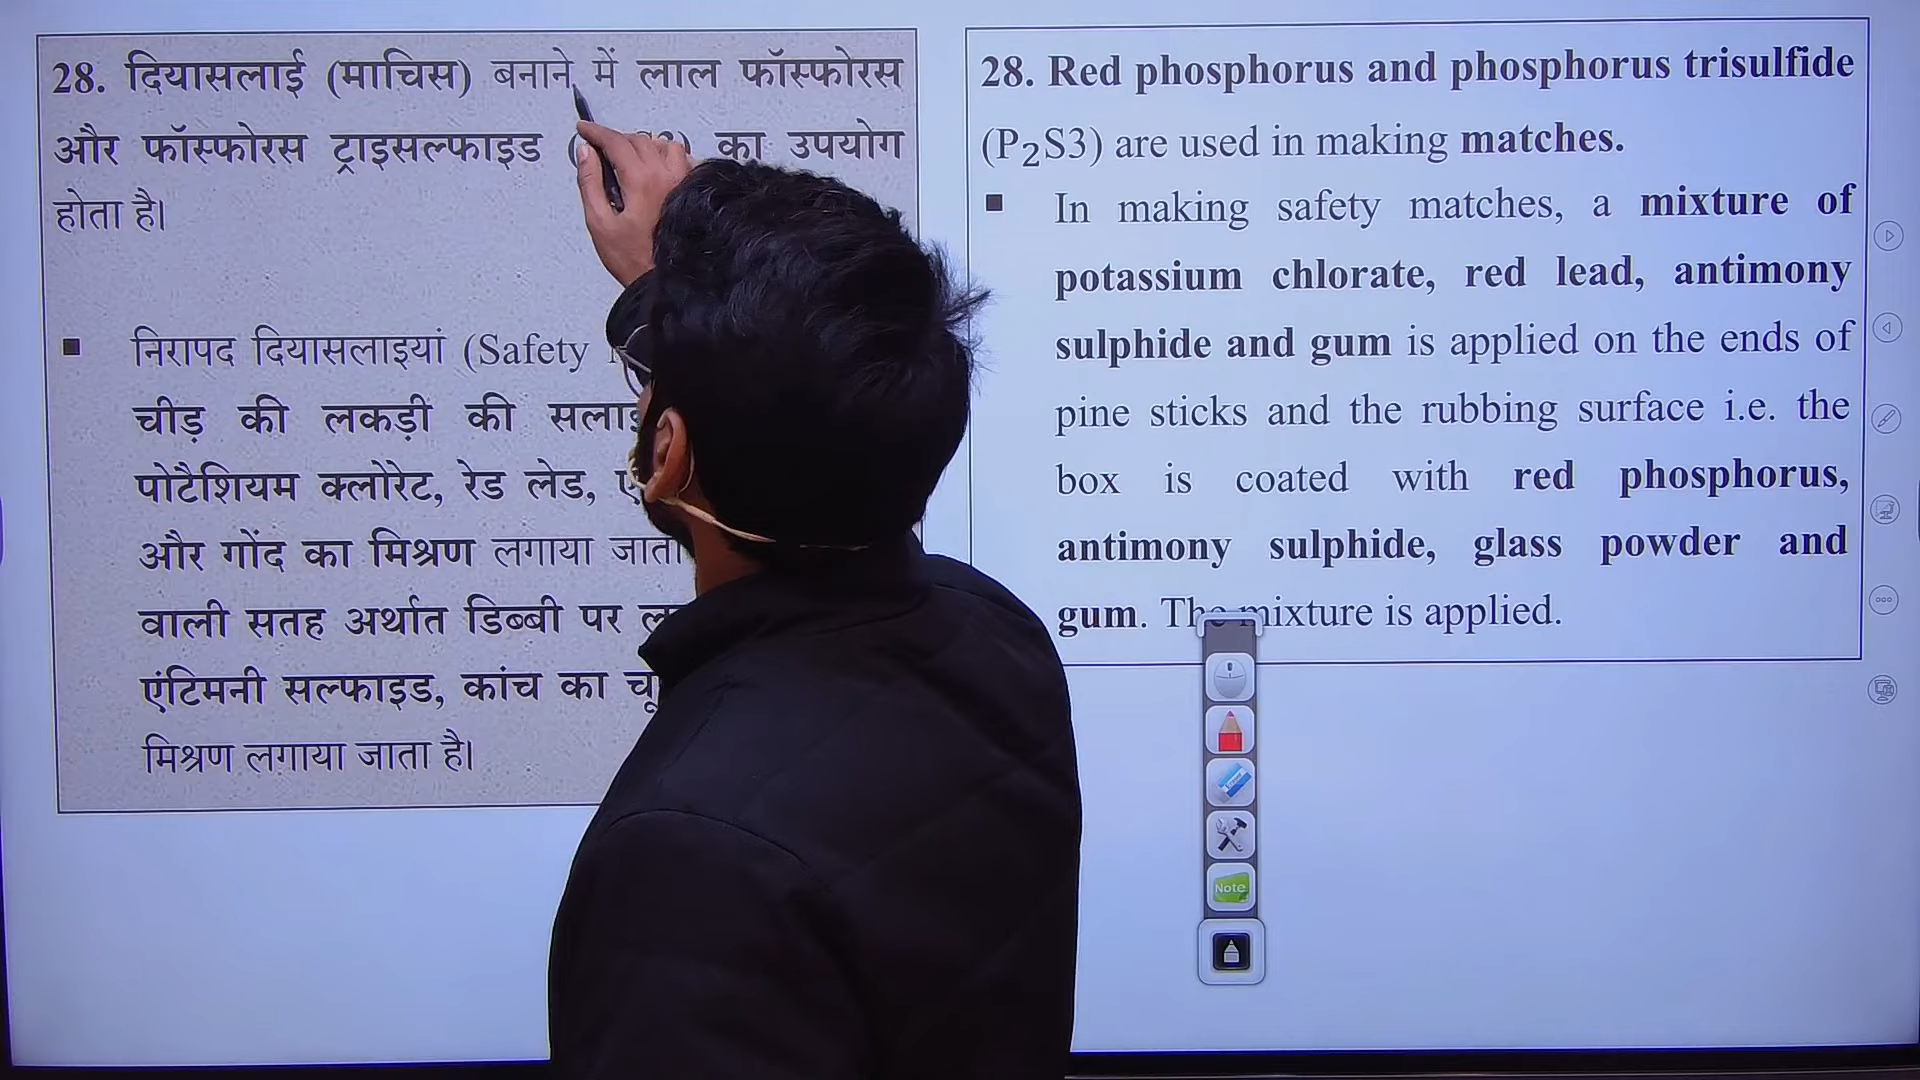 28. दियासलाई (माचिस) बनाने में लाल फॉस्फोरस
और फॉस्फोरस ट्राइसल्फाइड का उपयोग
होता है।
■ निरापद दियासलाइयां (Safety
चीड़ की लकड़ी की
पोटैशियम क्लोरेट, रेड लेड,
और गोंद का मिश्रण लगाया जाता
वाली सतह अर्थात डिब्बी पर
एंटिमनी सल्फाइड, कांच का
मिश्रण लगाया जाता है।
28. Red phosphorus and phosphorus trisulfide
(P₂S3) are used in making matches.
■ In making safety matches, a mixture of
potassium chlorate, red lead, antimony
sulphide and gum is applied on the ends of
pine sticks and the rubbing surface i.e. the
box is coated with red phosphorus,
antimony sulphide, glass powder and
gum. The mixture is applied.
Note